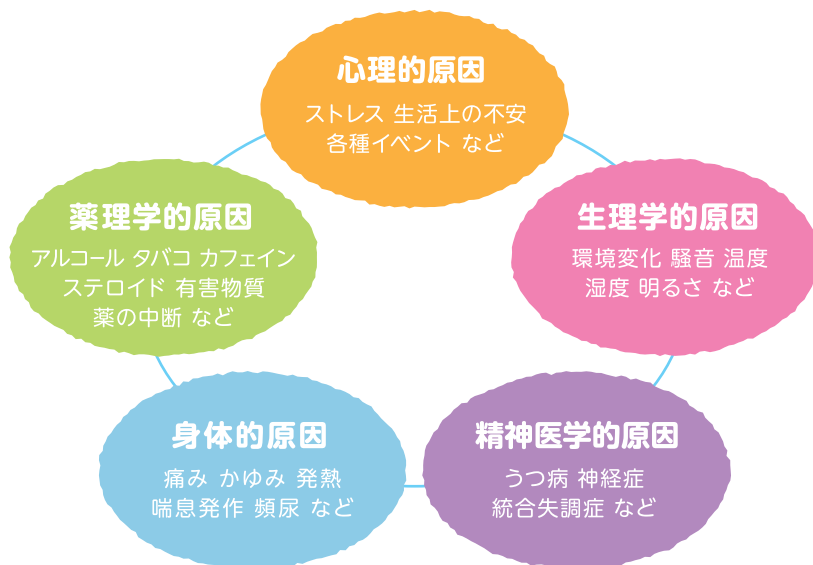 心理的原因
ストレス 生活上の不安
各種イベント など
薬理学的原因
アルコール タバコ カフェイン
ステロイド 有害物質
薬の中断 など
生理学的原因
環境変化 騒音 温度
湿度 明るさ など
身体的原因
痛み かゆみ 発熱
喘息発作 頻尿 など
精神医学的原因
うつ病 神経症
統合失調症 など